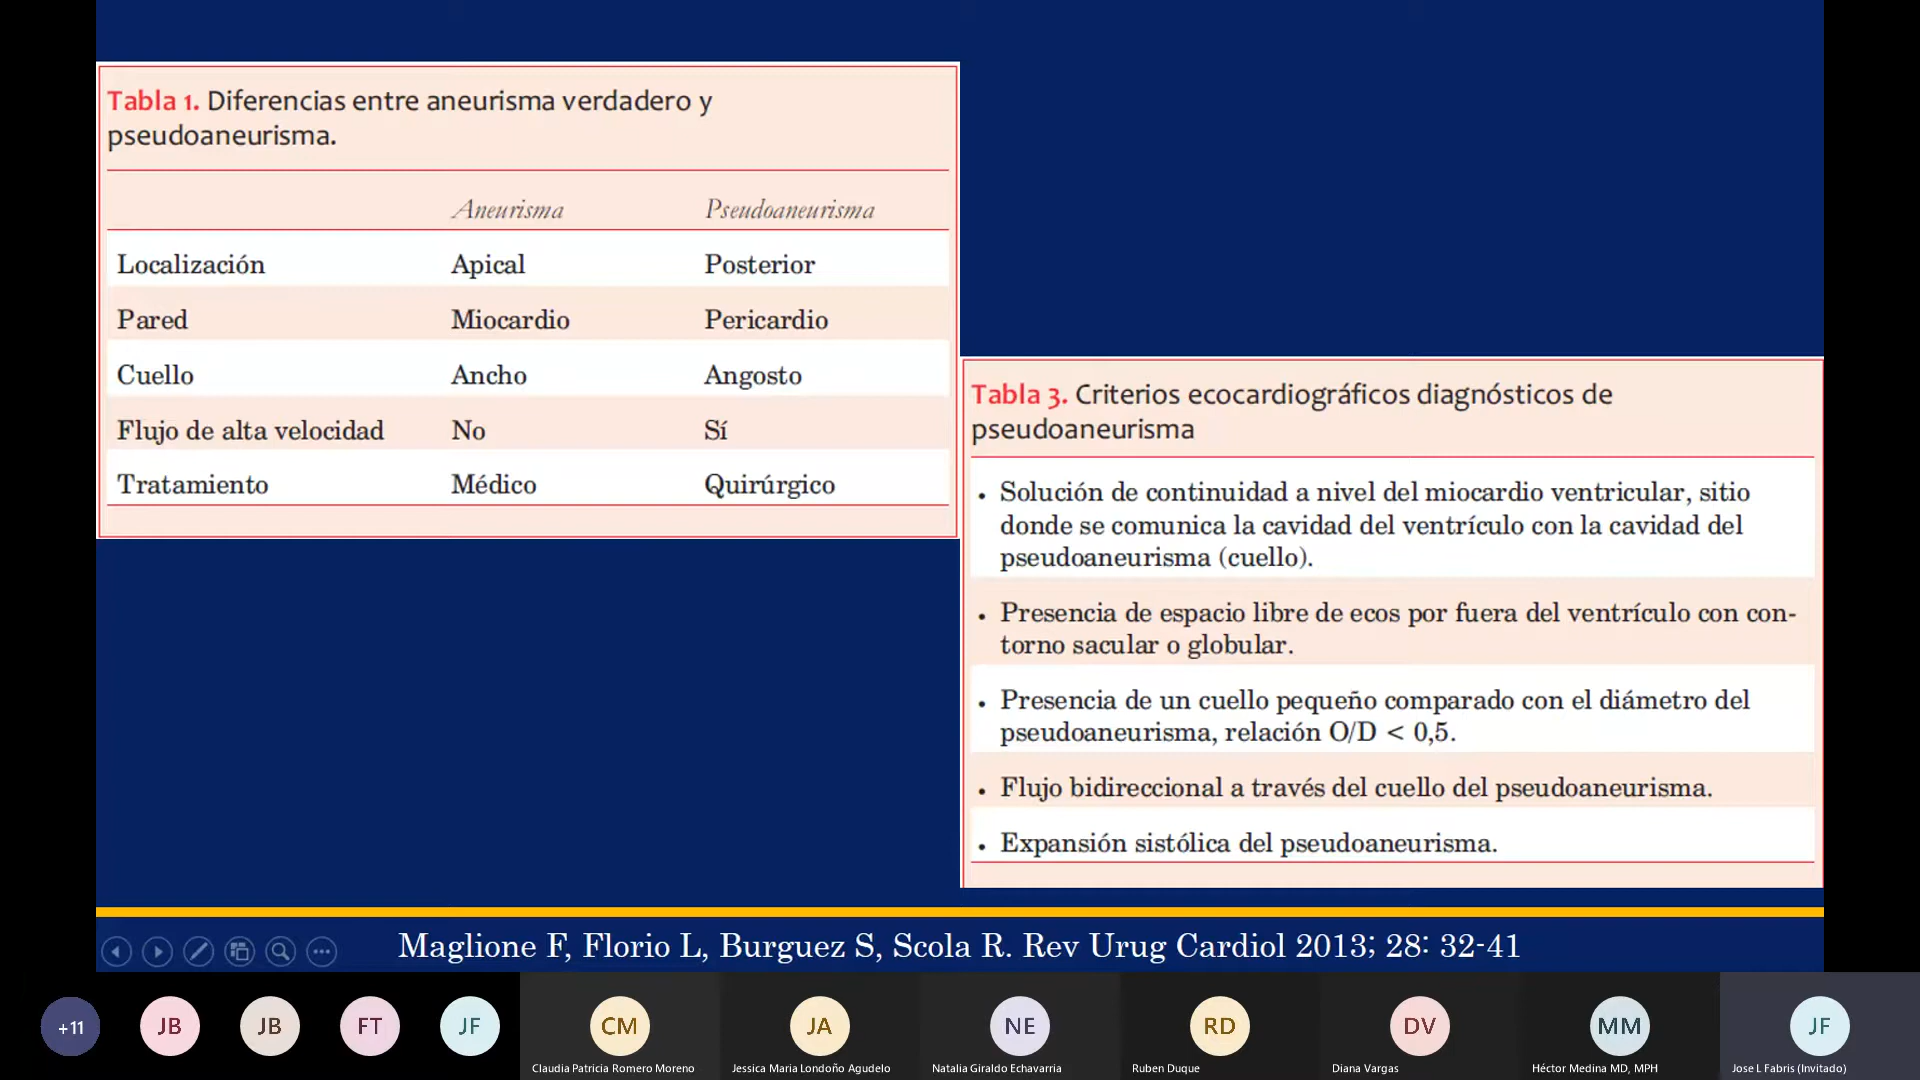 Tabla 1. Diferencias entre aneurisma verdadero y
pseudoaneurisma.
Aneurisma Pseudoaneurisma
Localización Apical Posterior
Pared Miocardio Pericardio
Cuello Ancho Angosto
Flujo de alta velocidad No Sí
Tratamiento Médico Quirúrgico
Tabla 3. Criterios ecocardiográficos diagnósticos de
pseudoaneurisma
• Solución de continuidad a nivel del miocardio ventricular, sitio
donde se comunica la cavidad del ventrículo con la cavidad del
pseudoaneurisma (cuello).
• Presencia de espacio libre de ecos por fuera del ventrículo con con-
torno sacular o globular.
• Presencia de un cuello pequeño comparado con el diámetro del
pseudoaneurisma, relación O/D < 0,5.
• Flujo bidireccional a través del cuello del pseudoaneurisma.
• Expansión sistólica del pseudoaneurisma.
Maglione F, Florio L, Burguez S, Scola R. Rev Urug Cardiol 2013; 28: 32-41
+11 JB JB FT JF CM JA NE RD DV MM JF
Claudia Patricia Romero Moreno Jessica Maria Londoño Agudelo Natalia Giraldo Echavarria Ruben Duque Diana Vargas Héctor Medina MD, MPH Jose L Fabris (Invitado)